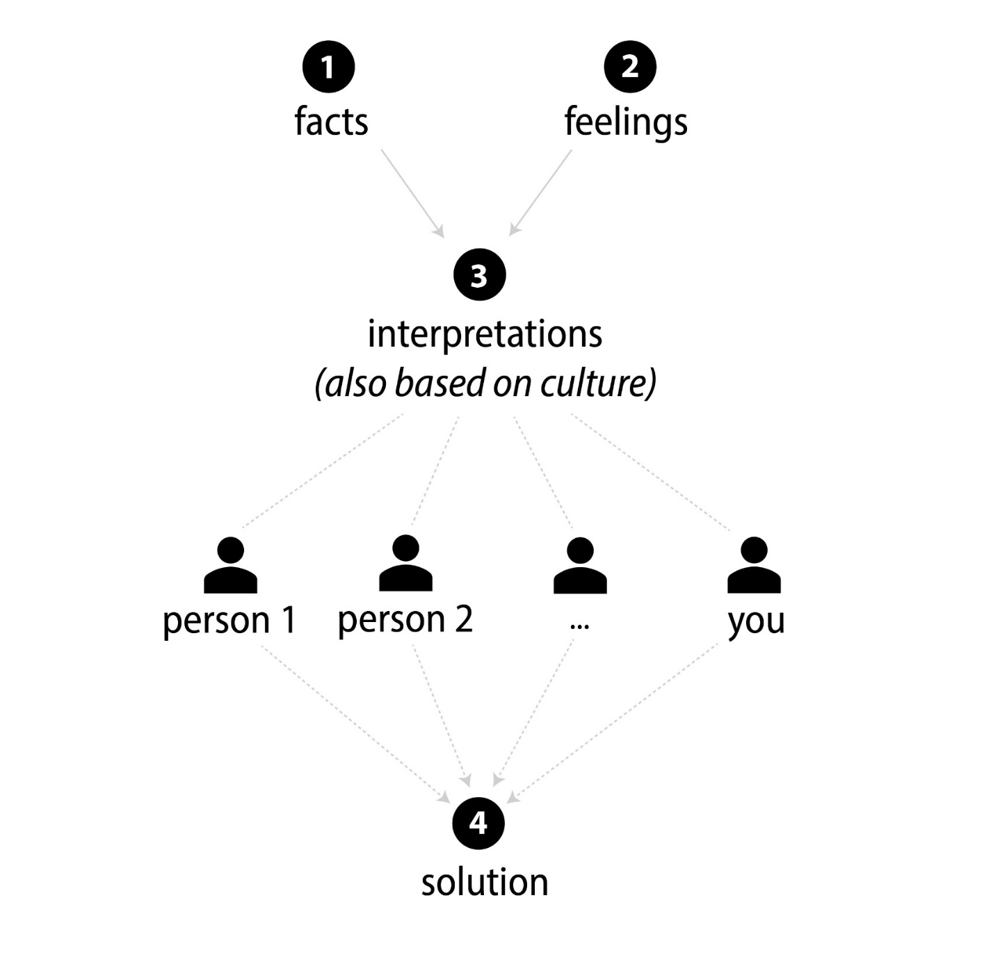 1
facts
2
feelings
3
interpretations
(also based on culture)
person 1
person 2
...
you
4
solution